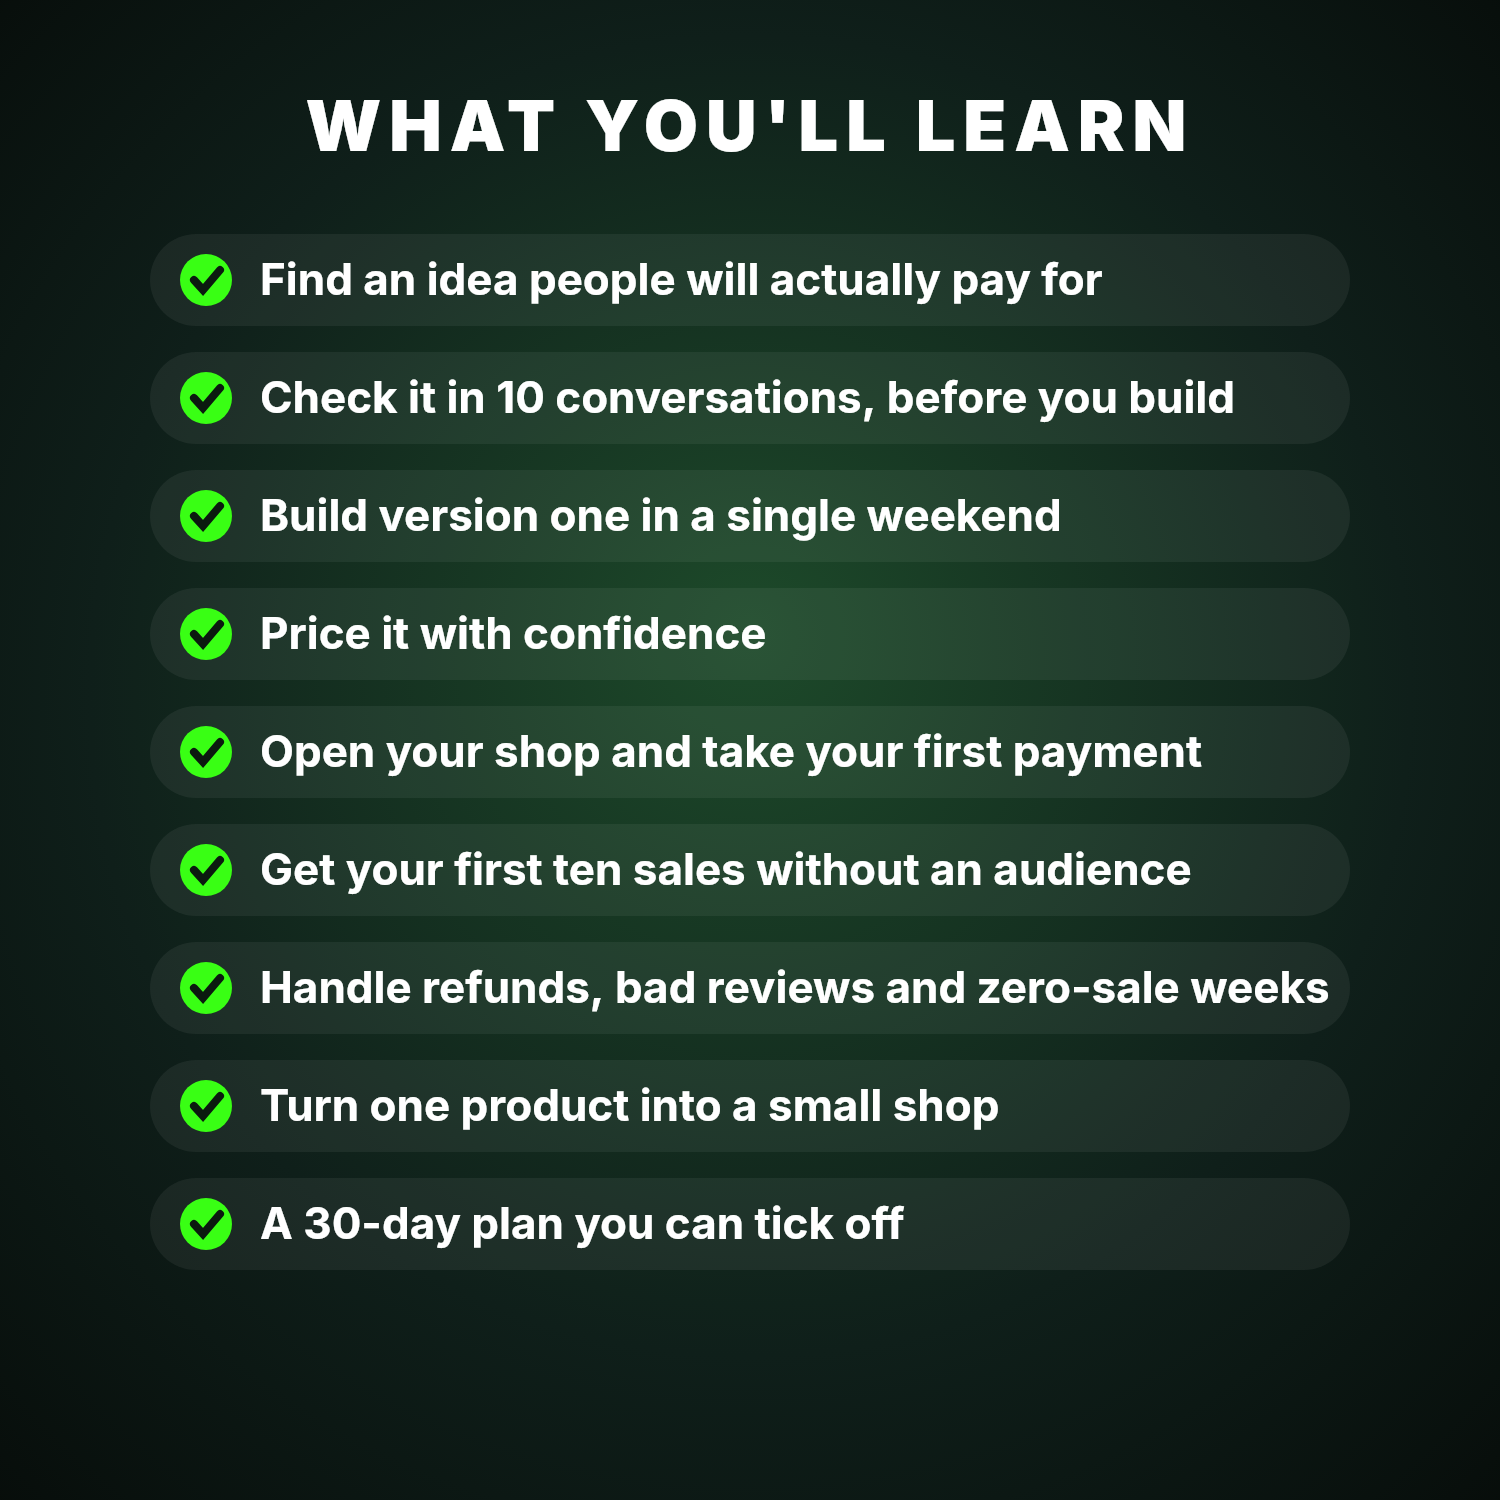 WHAT YOU'LL LEARN
Find an idea people will actually pay for
Check it in 10 conversations, before you build
Build version one in a single weekend
Price it with confidence
Open your shop and take your first payment
Get your first ten sales without an audience
Handle refunds, bad reviews and zero-sale weeks
Turn one product into a small shop
A 30-day plan you can tick off